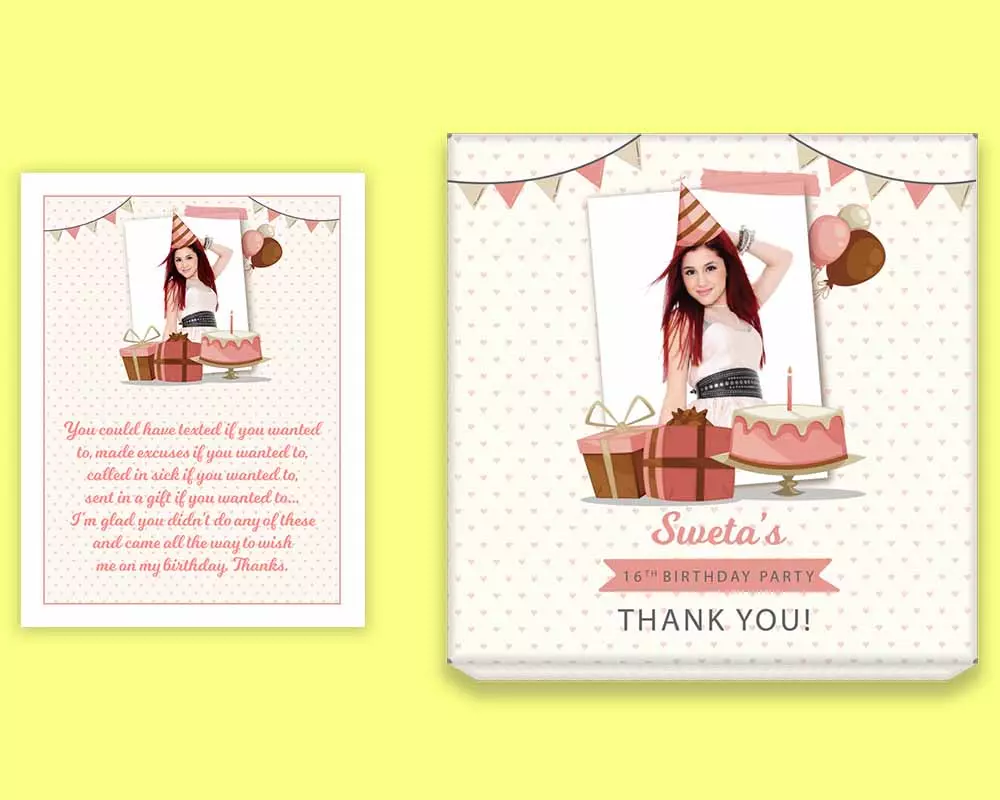 You could have texted if you wanted
to, made excuses if you wanted to,
called in sick if you wanted to,
sent in a gift if you wanted to...
I'm glad you didn't do any of these
and came all the way to wish
me on my birthday. Thanks.
Sweta's
16TH BIRTHDAY PARTY
THANK YOU!